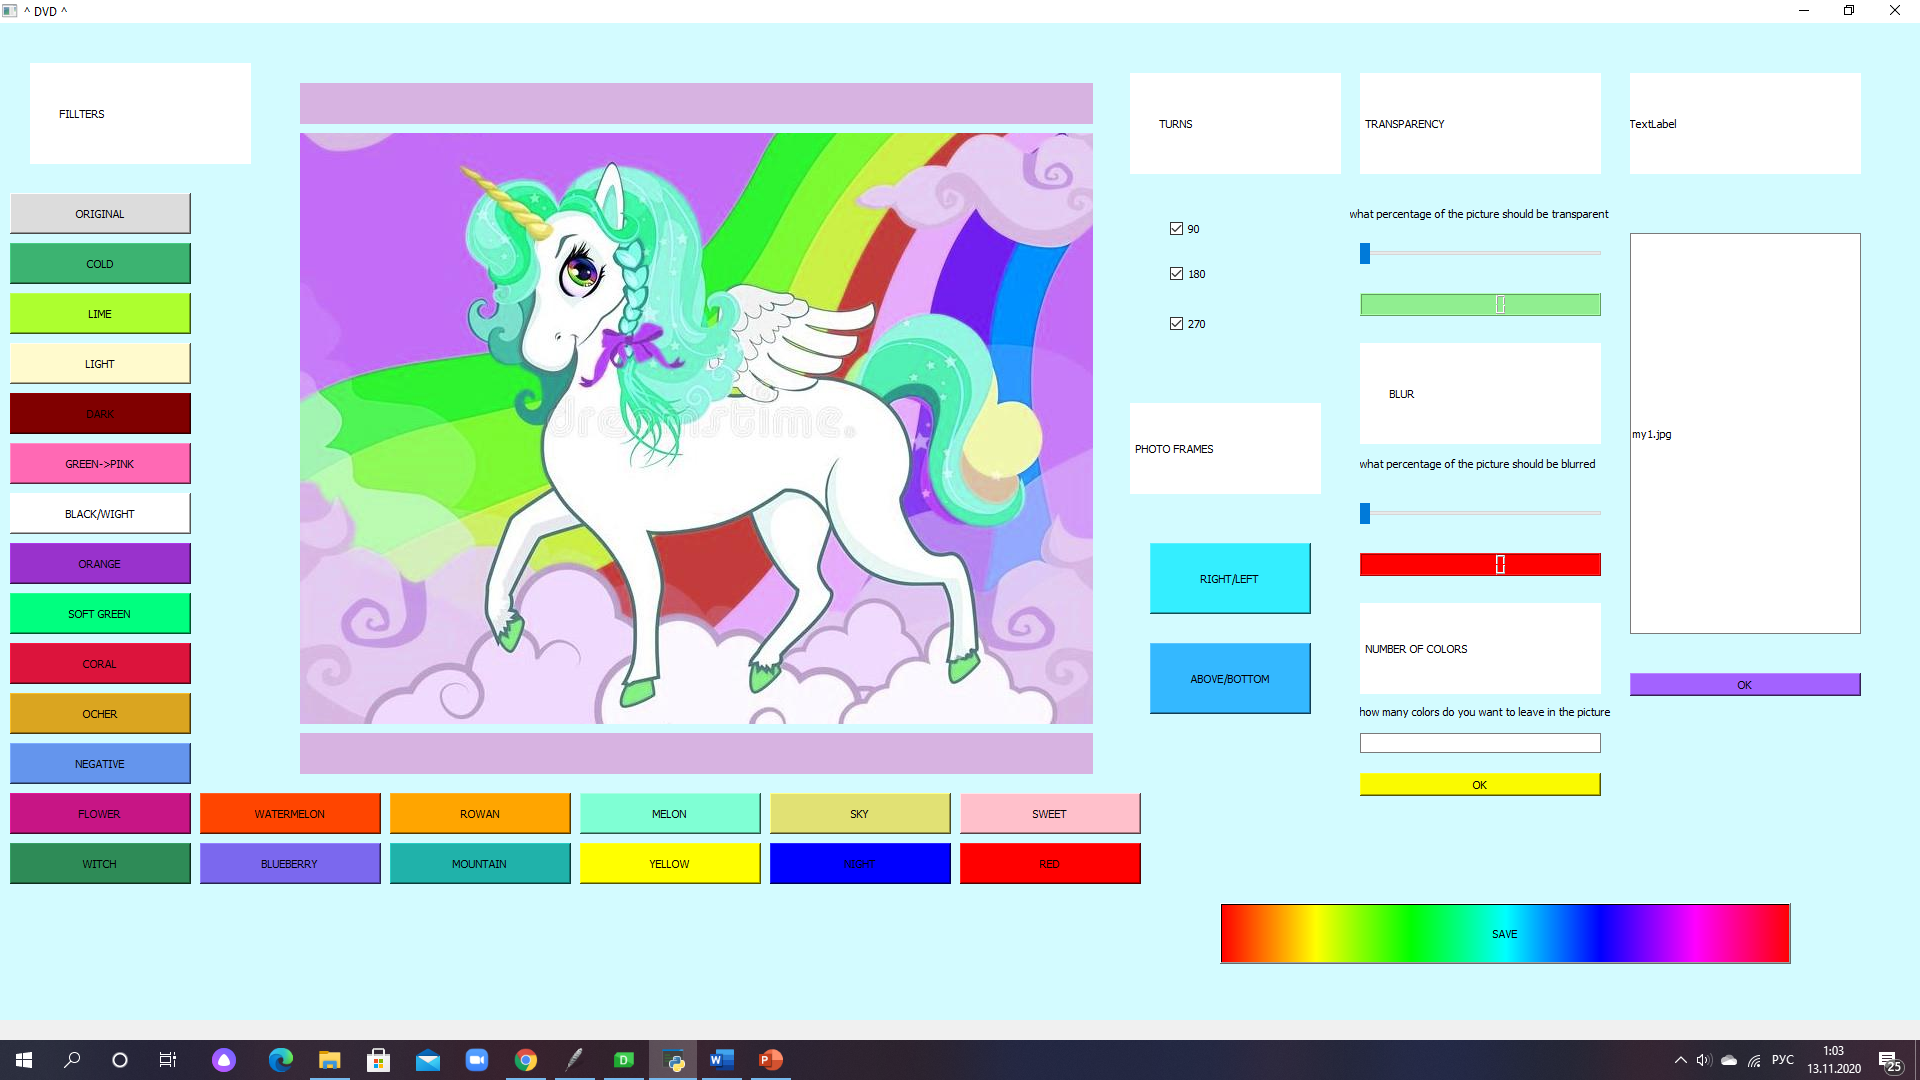 ^ DVD ^
FILLTERS
ORIGINAL
COLD
LIME
LIGHT
DARK
GREEN->PINK
BLACK/WIGHT
ORANGE
SOFT GREEN
CORAL
OCHER
NEGATIVE
FLOWER
WATERMELON
ROWAN
MELON
SKY
SWEET
WITCH
BLUEBERRY
MOUNTAIN
YELLOW
NIGHT
RED
dreamstime.
TURNS
90
180
270
PHOTO FRAMES
RIGHT/LEFT
ABOVE/BOTTOM
TRANSPARENCY
what percentage of the picture should be transparent
0
BLUR
what percentage of the picture should be blurred
0
NUMBER OF COLORS
how many colors do you want to leave in the picture
OK
TextLabel
my1.jpg
OK
SAVE
D
W
P
РУС
1:03
13.11.2020
25